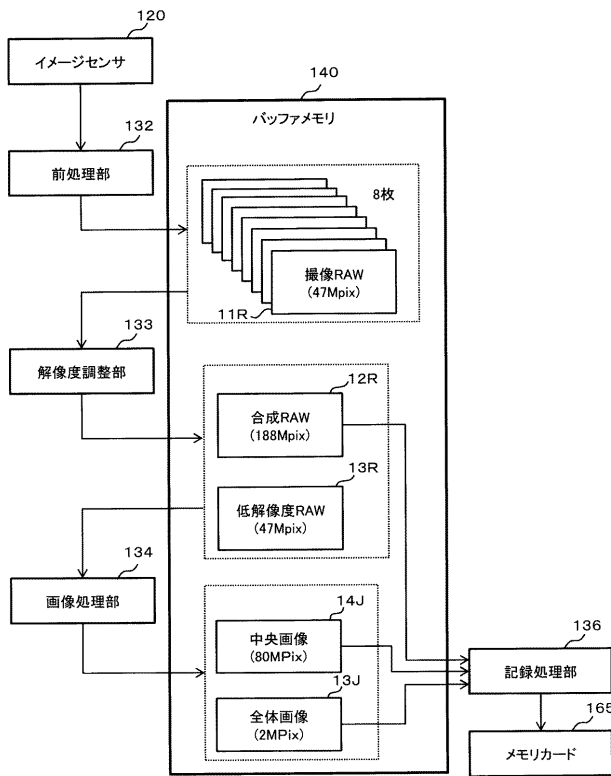 120
イメージセンサ
140
バッファメモリ
132
前処理部
8枚
撮像RAW
(47Mpix)
11R
133
解像度調整部
12R
合成RAW
(188Mpix)
13R
低解像度RAW
(47Mpix)
134
画像処理部
14J
中央画像
(80MPix)
13J
全体画像
(2MPix)
136
記録処理部
165
メモリカード